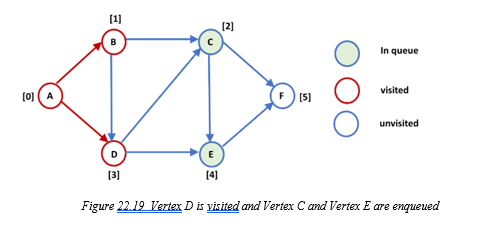 [1]
[2]
B
C
In queue
[0]
A
F
[5]
visited
unvisited
D
E
[3]
[4]
Figure 22.19 Vertex D is visited and Vertex C and Vertex E are enqueued